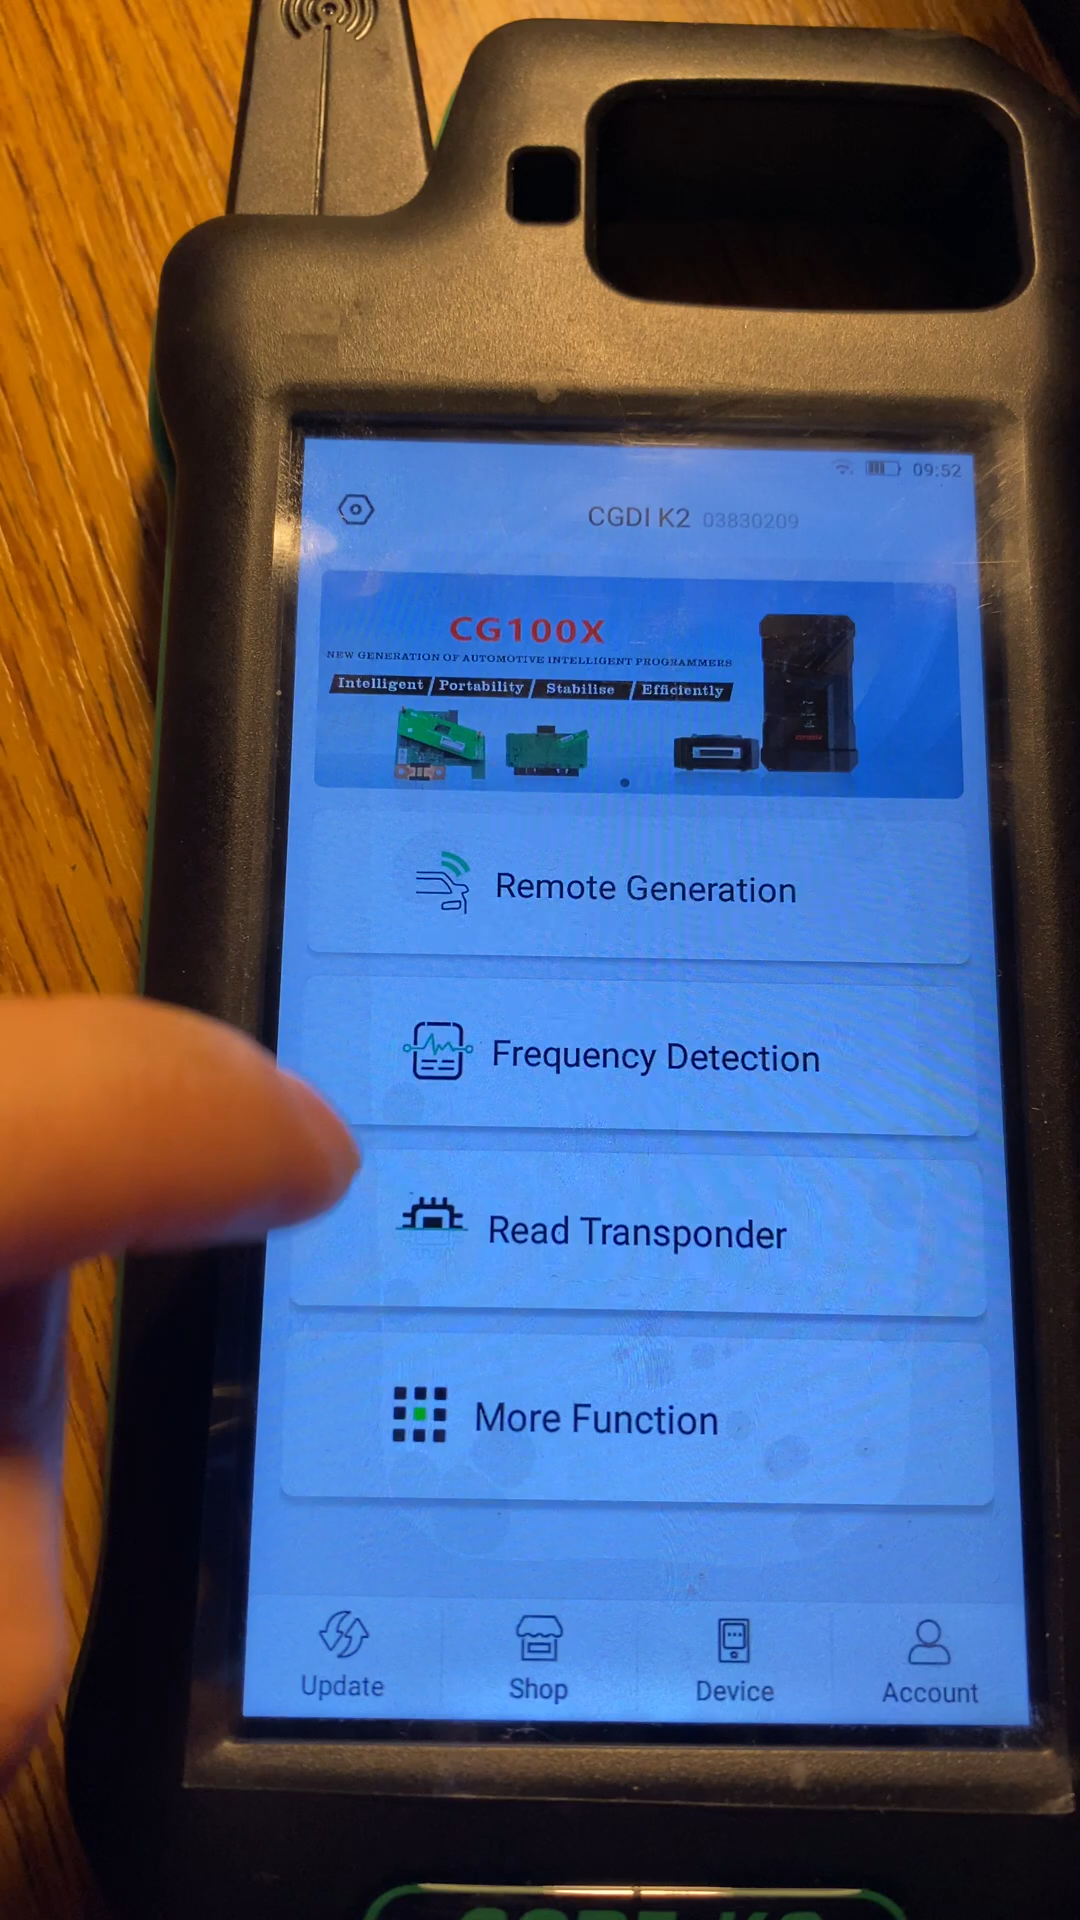 09:52
CGDI K2 03830209
CG100X
NEW GENERATION OF AUTOMOTIVE INTELLIGENT PROGRAMMERS
Intelligent / Portability / Stabilise / Efficiently
Remote Generation
Frequency Detection
Read Transponder
More Function
Update
Shop
Device
Account